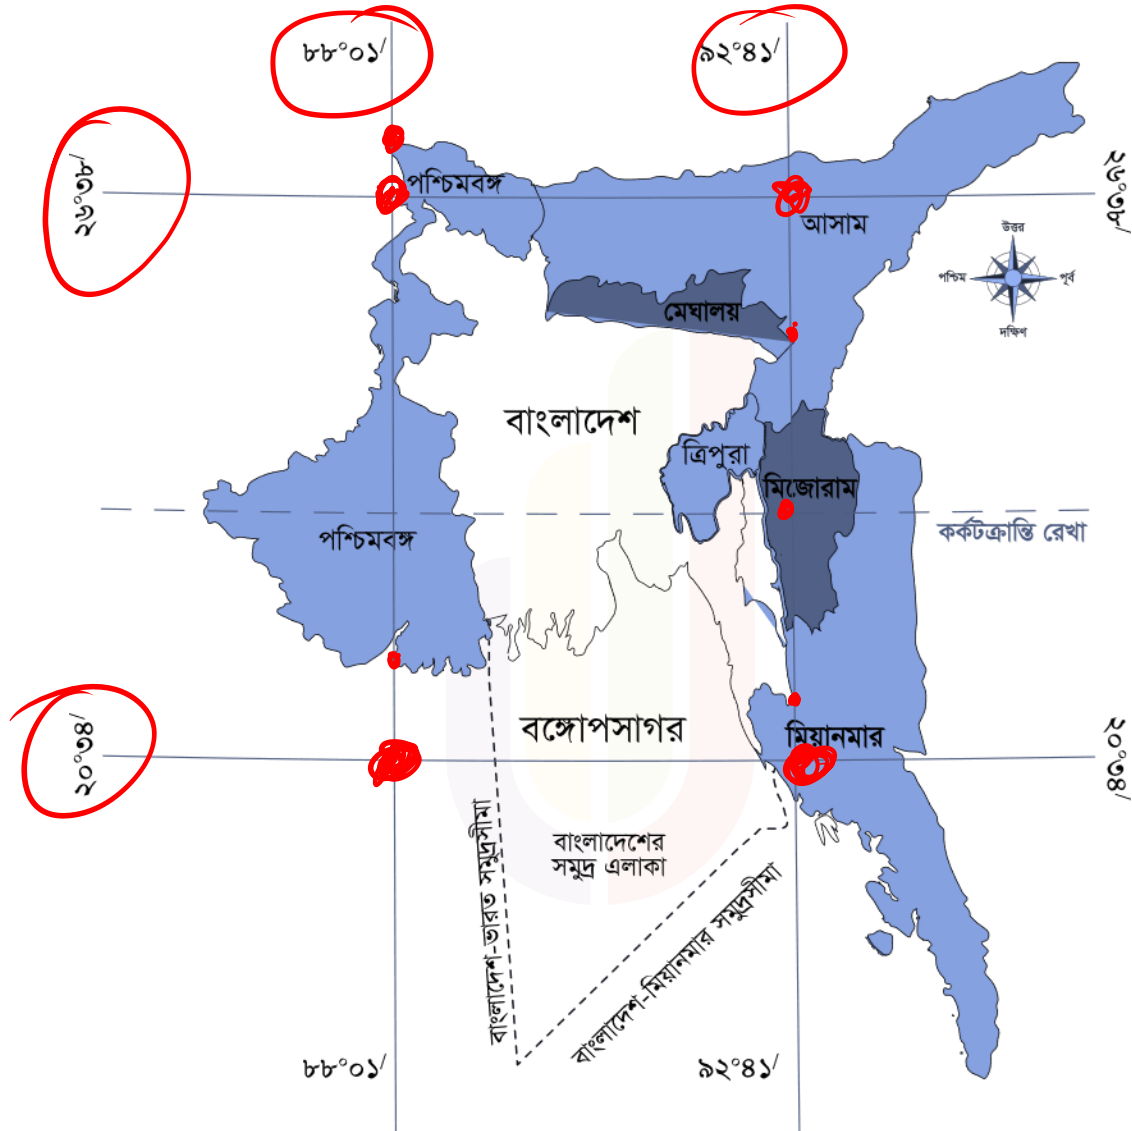 ৮৮°০১/
৯২°৪১/
২৬°৩৮/
২৬°৩৮/
পশ্চিমবঙ্গ
আসাম
উত্তর
পশ্চিম
পূর্ব
দক্ষিণ
মেঘালয়
বাংলাদেশ
ত্রিপুরা
মিজোরাম
পশ্চিমবঙ্গ
কর্কটক্রান্তি রেখা
বঙ্গোপসাগর
মিয়ানমার
২০°৩৪/
২০°৩৪/
বাংলাদেশের
সমুদ্র এলাকা
বাংলাদেশ-ভারত সমুদ্রসীমা
বাংলাদেশ-মিয়ানমার সমুদ্রসীমা
৮৮°০১/
৯২°৪১/